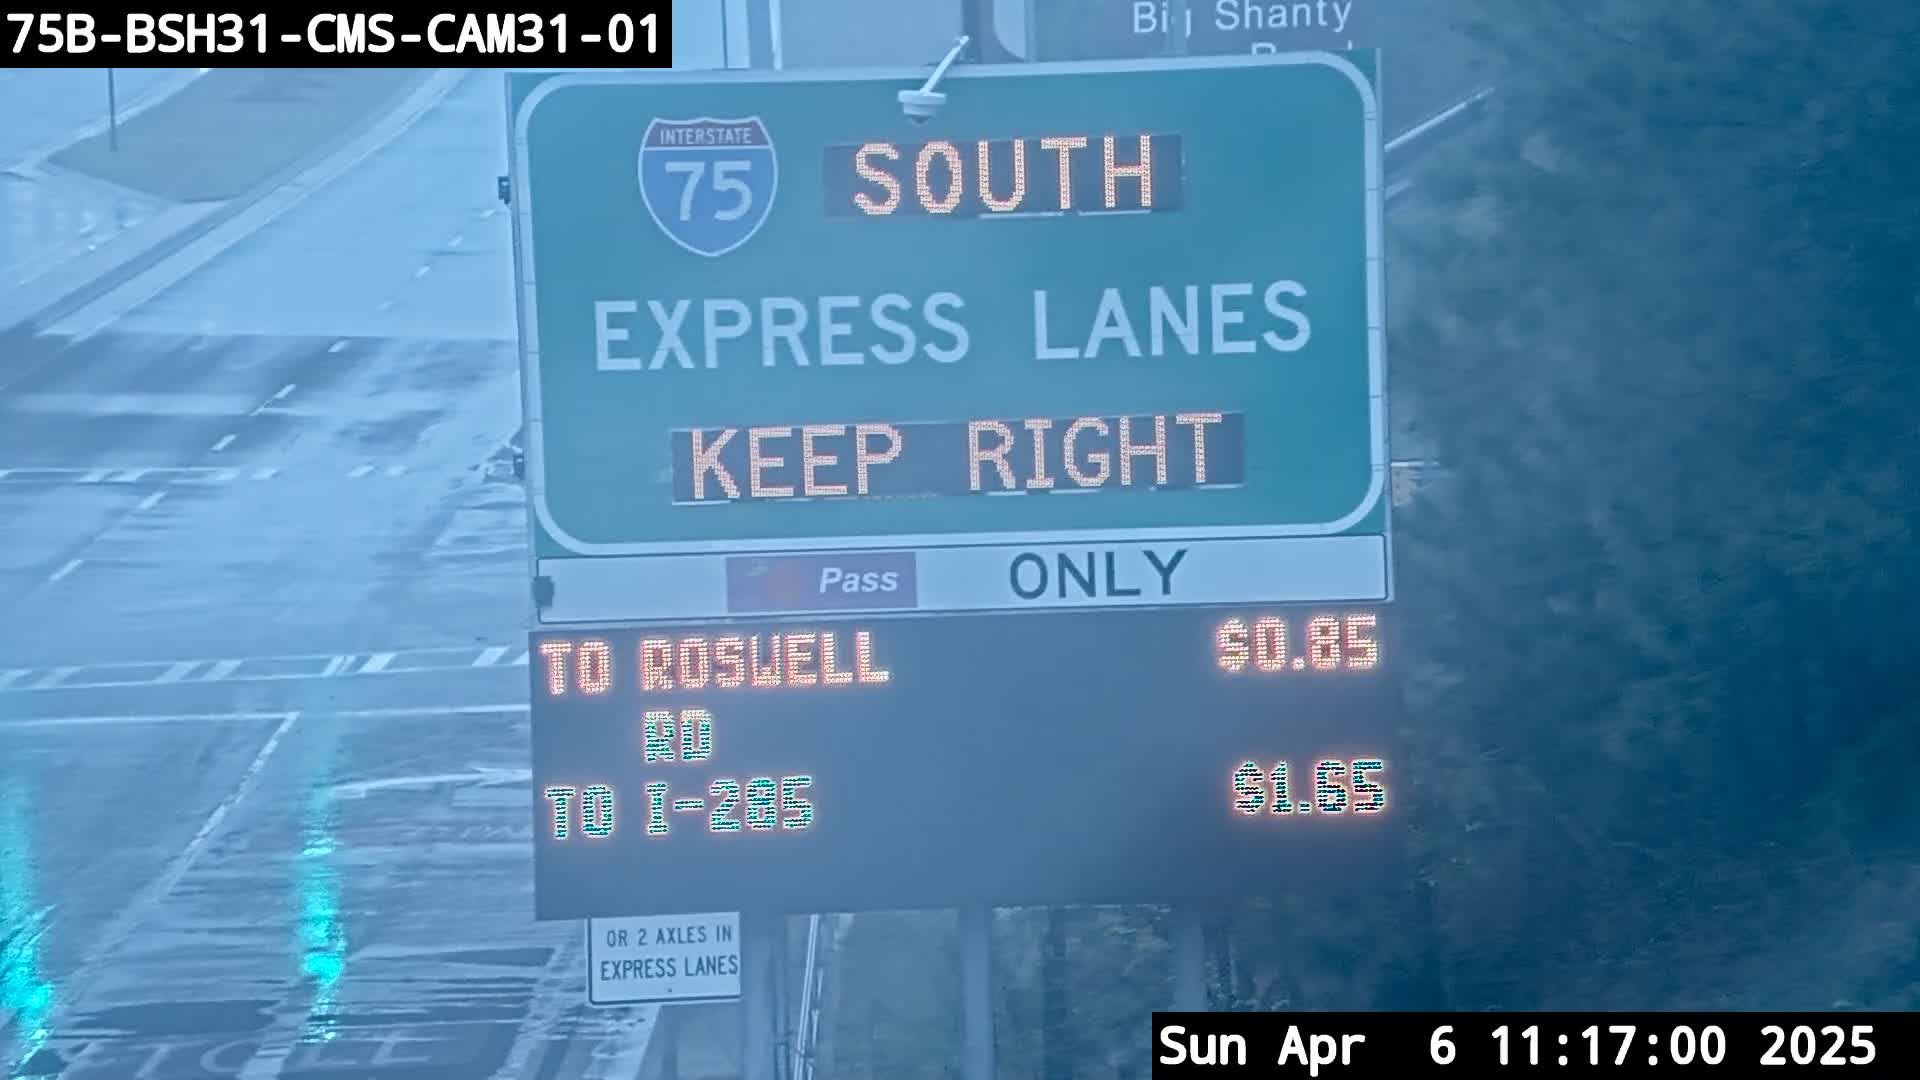 75B-BSH31-CMS-CAM31-01
Big Shanty
INTERSTATE
75
SOUTH
EXPRESS LANES
KEEP RIGHT
Pass ONLY
TO ROSWELL $0.85
RD
TO I-285 $1.65
OR 2 AXLES IN
EXPRESS LANES
Sun Apr 6 11:17:00 2025